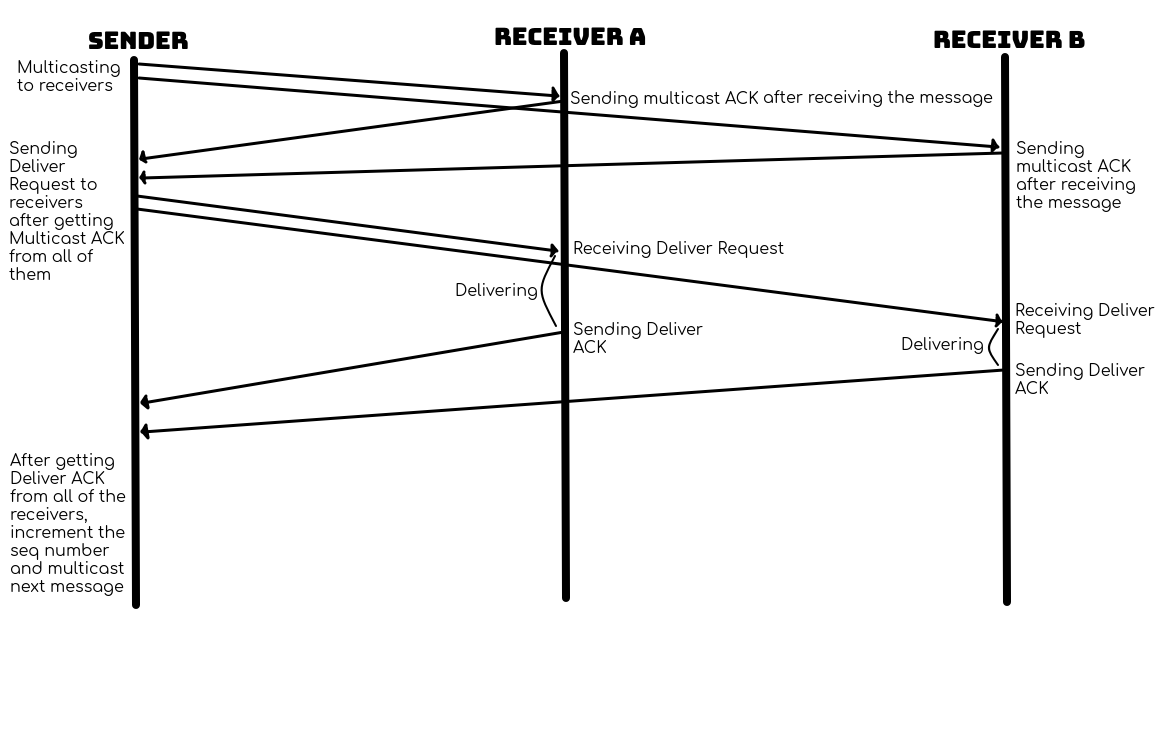 SENDER
RECEIVER A
RECEIVER B
Multicasting
to receivers
Sending multicast ACK after receiving the message
Sending
Deliver
Request to
receivers
after getting
Multicast ACK
from all of
them
Sending
multicast ACK
after receiving
the message
Receiving Deliver Request
Delivering
Sending Deliver
ACK
Receiving Deliver
Request
Delivering
Sending Deliver
ACK
After getting
Deliver ACK
from all of the
receivers,
increment the
seq number
and multicast
next message